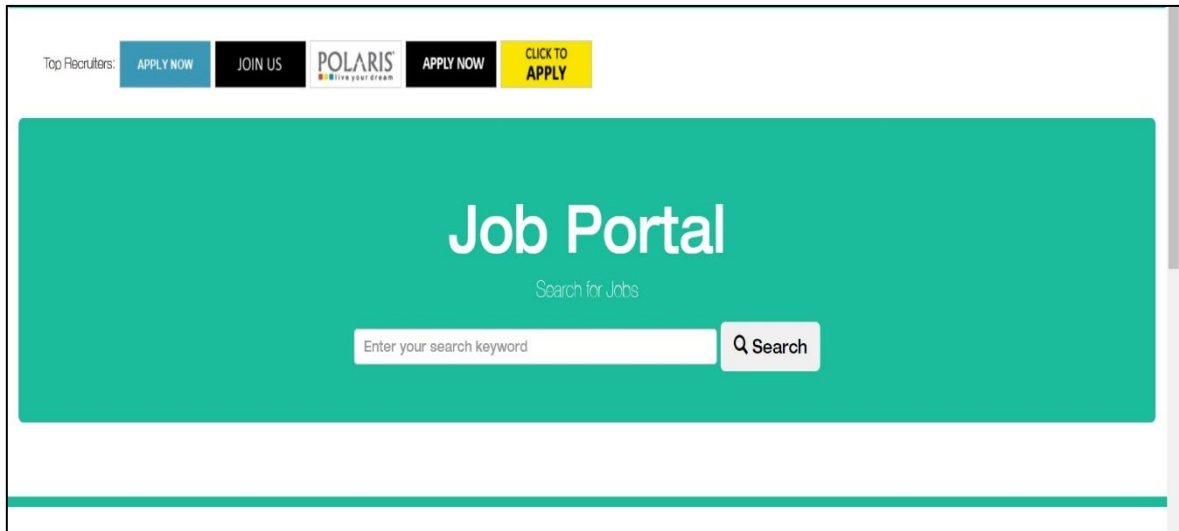 Top Recruiters:
APPLY NOW
JOIN US
POLARIS
live your dream
APPLY NOW
CLICK TO
APPLY
Job Portal
Search for Jobs
Enter your search keyword
Search